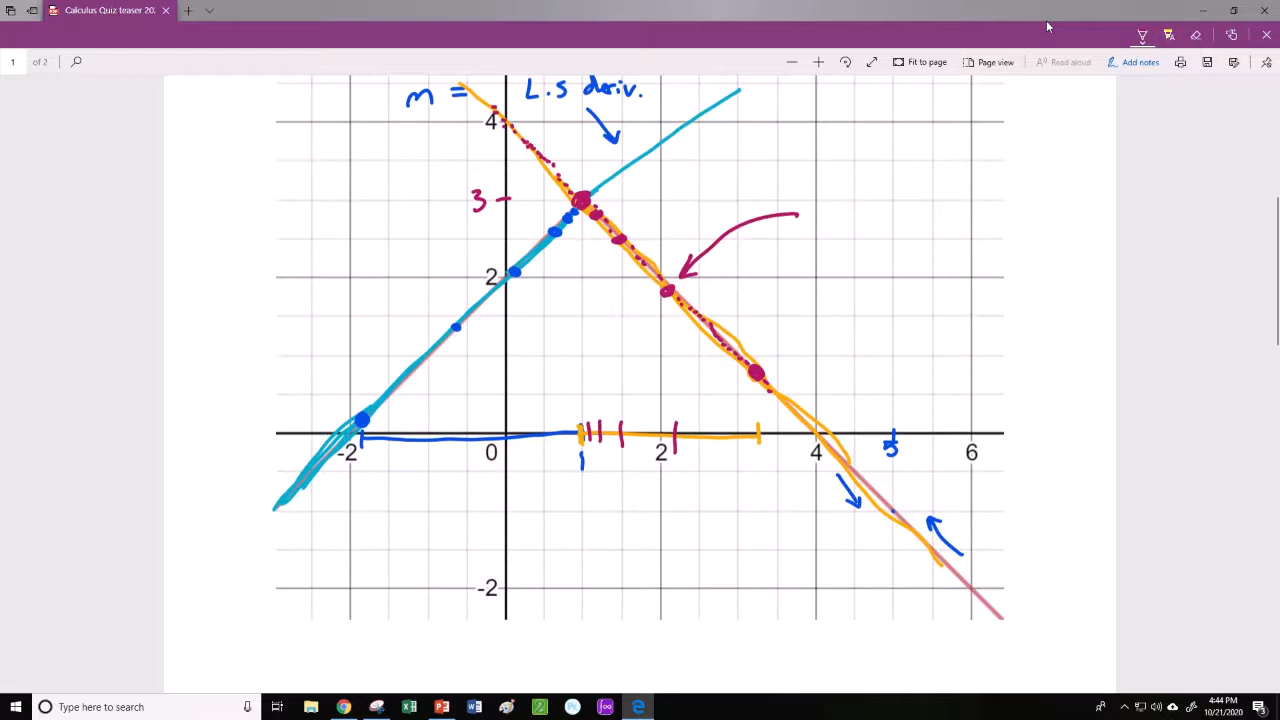 Calculus Quiz teaser 202
1 of 2
Fit to page
Page view
Read aloud
Add notes
m = L.S deriv.
4
3
2
-2 0 1 2 4 5 6
-2
Type here to search
4:44 PM
10/21/2020